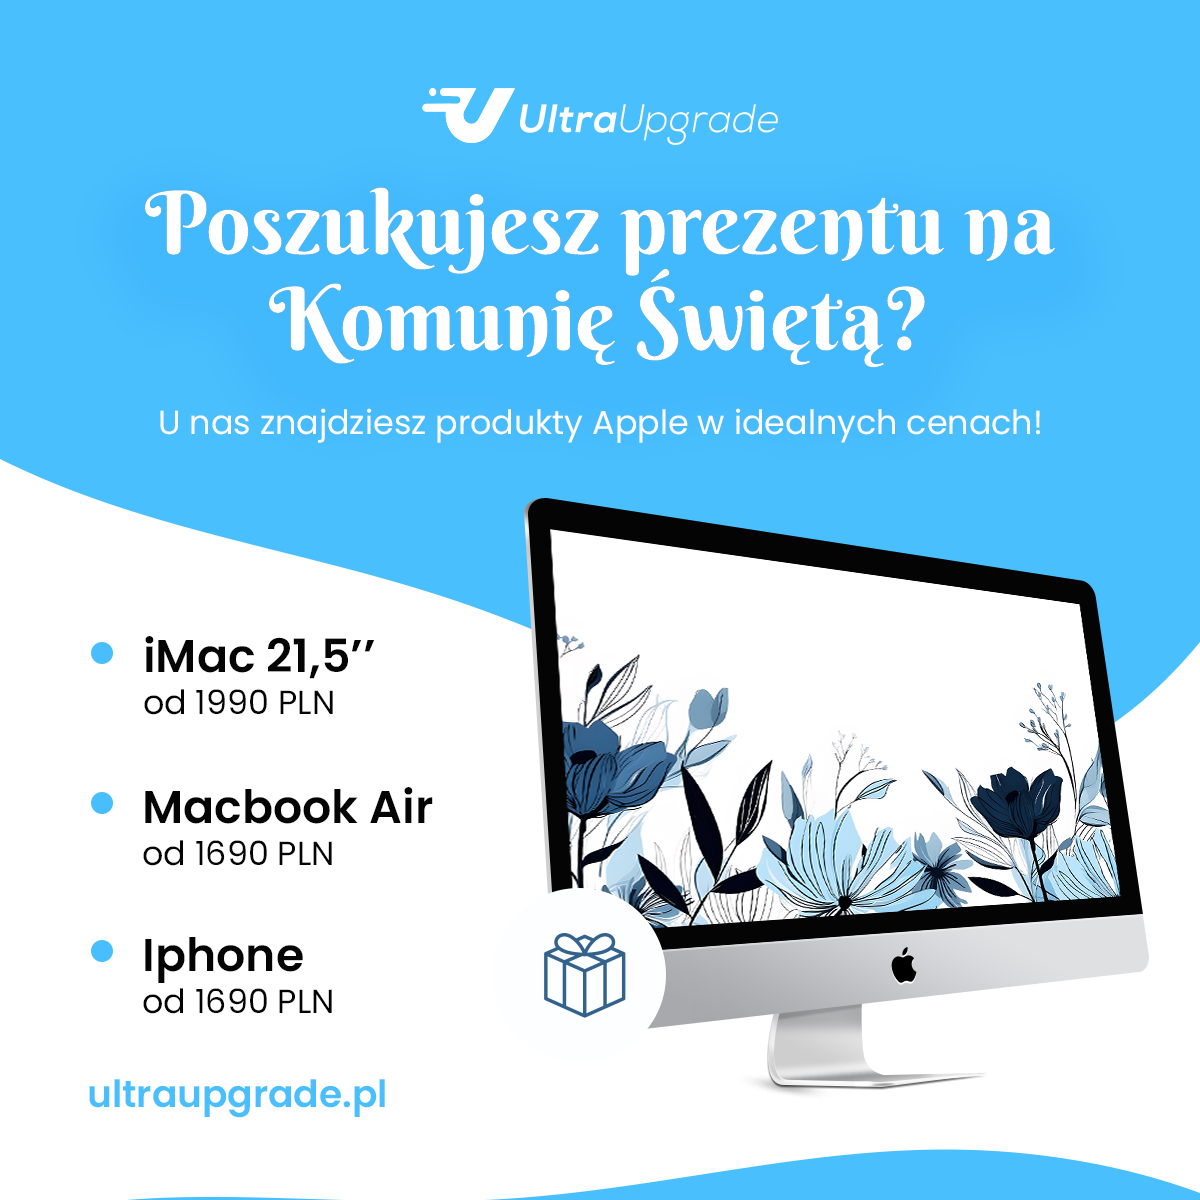 UltraUpgrade
Poszukujesz prezentu na
Komunię Świętą?
U nas znajdziesz produkty Apple w idealnych cenach!
iMac 21,5’’
od 1990 PLN
Macbook Air
od 1690 PLN
Iphone
od 1690 PLN
ultraupgrade.pl